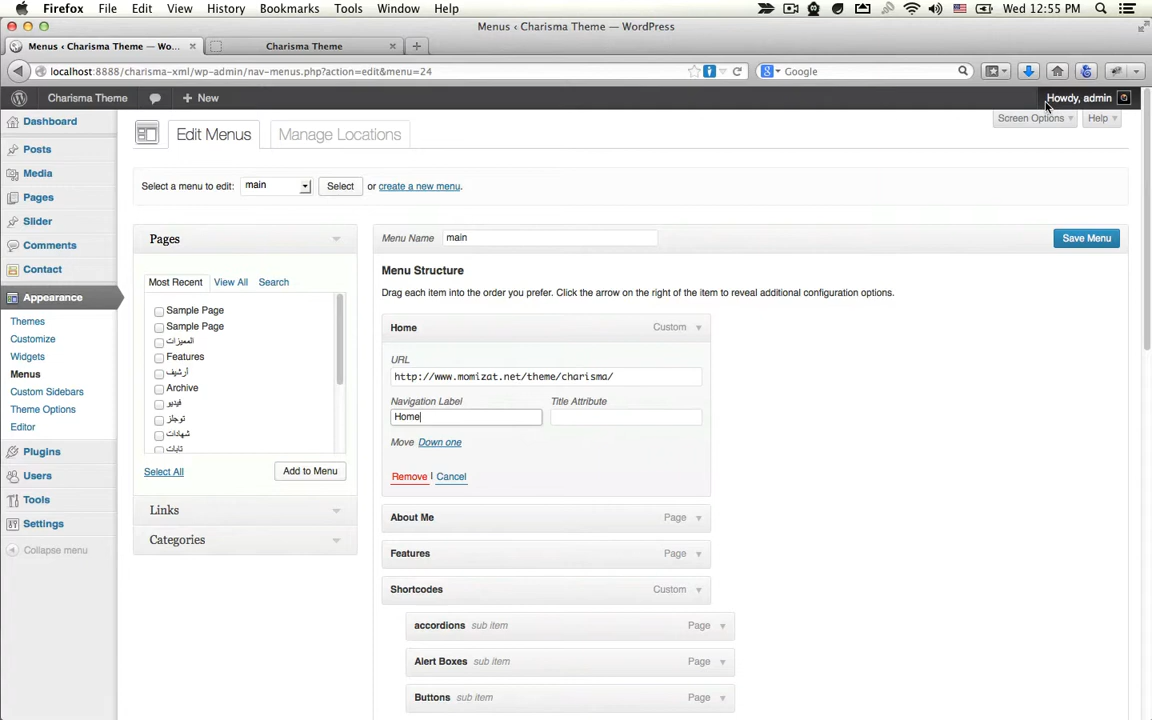 Firefox File Edit View History Bookmarks Tools Window Help Wed 12:55 PM
Menus ‹ Charisma Theme — WordPress
Menus ‹ Charisma Theme — Wo... × Charisma Theme × +
localhost:8888/charisma-xml/wp-admin/nav-menus.php?action=edit&menu=24 Google
Charisma Theme + New Howdy, admin
Screen Options Help
Dashboard
Posts
Media
Pages
Slider
Comments
Contact
Appearance
Themes
Customize
Widgets
Menus
Custom Sidebars
Theme Options
Editor
Plugins
Users
Tools
Settings
Collapse menu
Edit Menus Manage Locations
Select a menu to edit: main Select or create a new menu.
Pages
Most Recent View All Search
Sample Page
Sample Page
المميزات
Features
أرشيف
Archive
فيديو
توجلز
شهادات
تابات
Select All Add to Menu
Links
Categories
Menu Name main Save Menu
Menu Structure
Drag each item into the order you prefer. Click the arrow on the right of the item to reveal additional configuration options.
Home Custom
URL
http://www.momizat.net/theme/charisma/
Navigation Label Title Attribute
Home
Move Down one
Remove | Cancel
About Me Page
Features Page
Shortcodes Custom
accordions sub item Page
Alert Boxes sub item Page
Buttons sub item Page